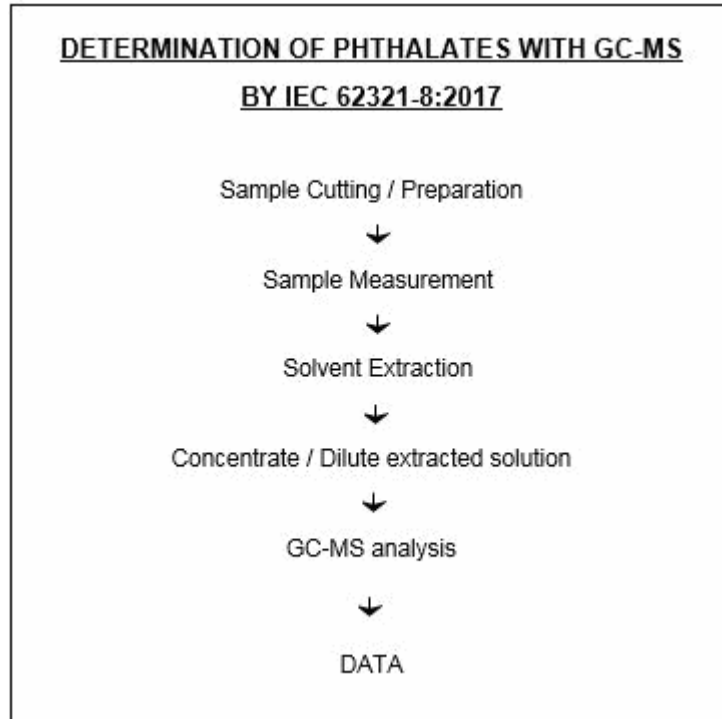 DETERMINATION OF PHTHALATES WITH GC-MS
BY IEC 62321-8:2017
Sample Cutting / Preparation
Sample Measurement
Solvent Extraction
Concentrate / Dilute extracted solution
GC-MS analysis
DATA